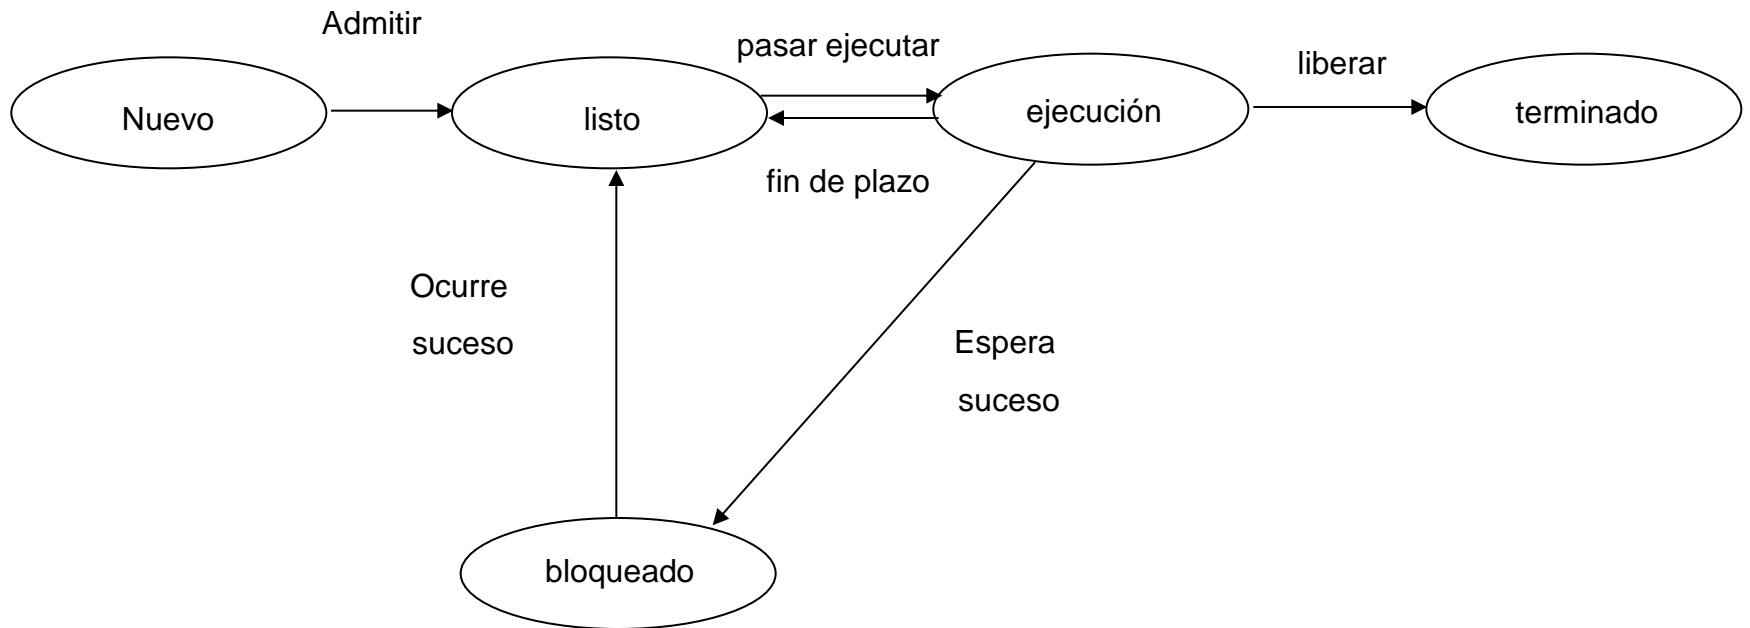 Admitir
pasar ejecutar
liberar
Nuevo
listo
ejecución
terminado
fin de plazo
Ocurre
suceso
Espera
suceso
bloqueado